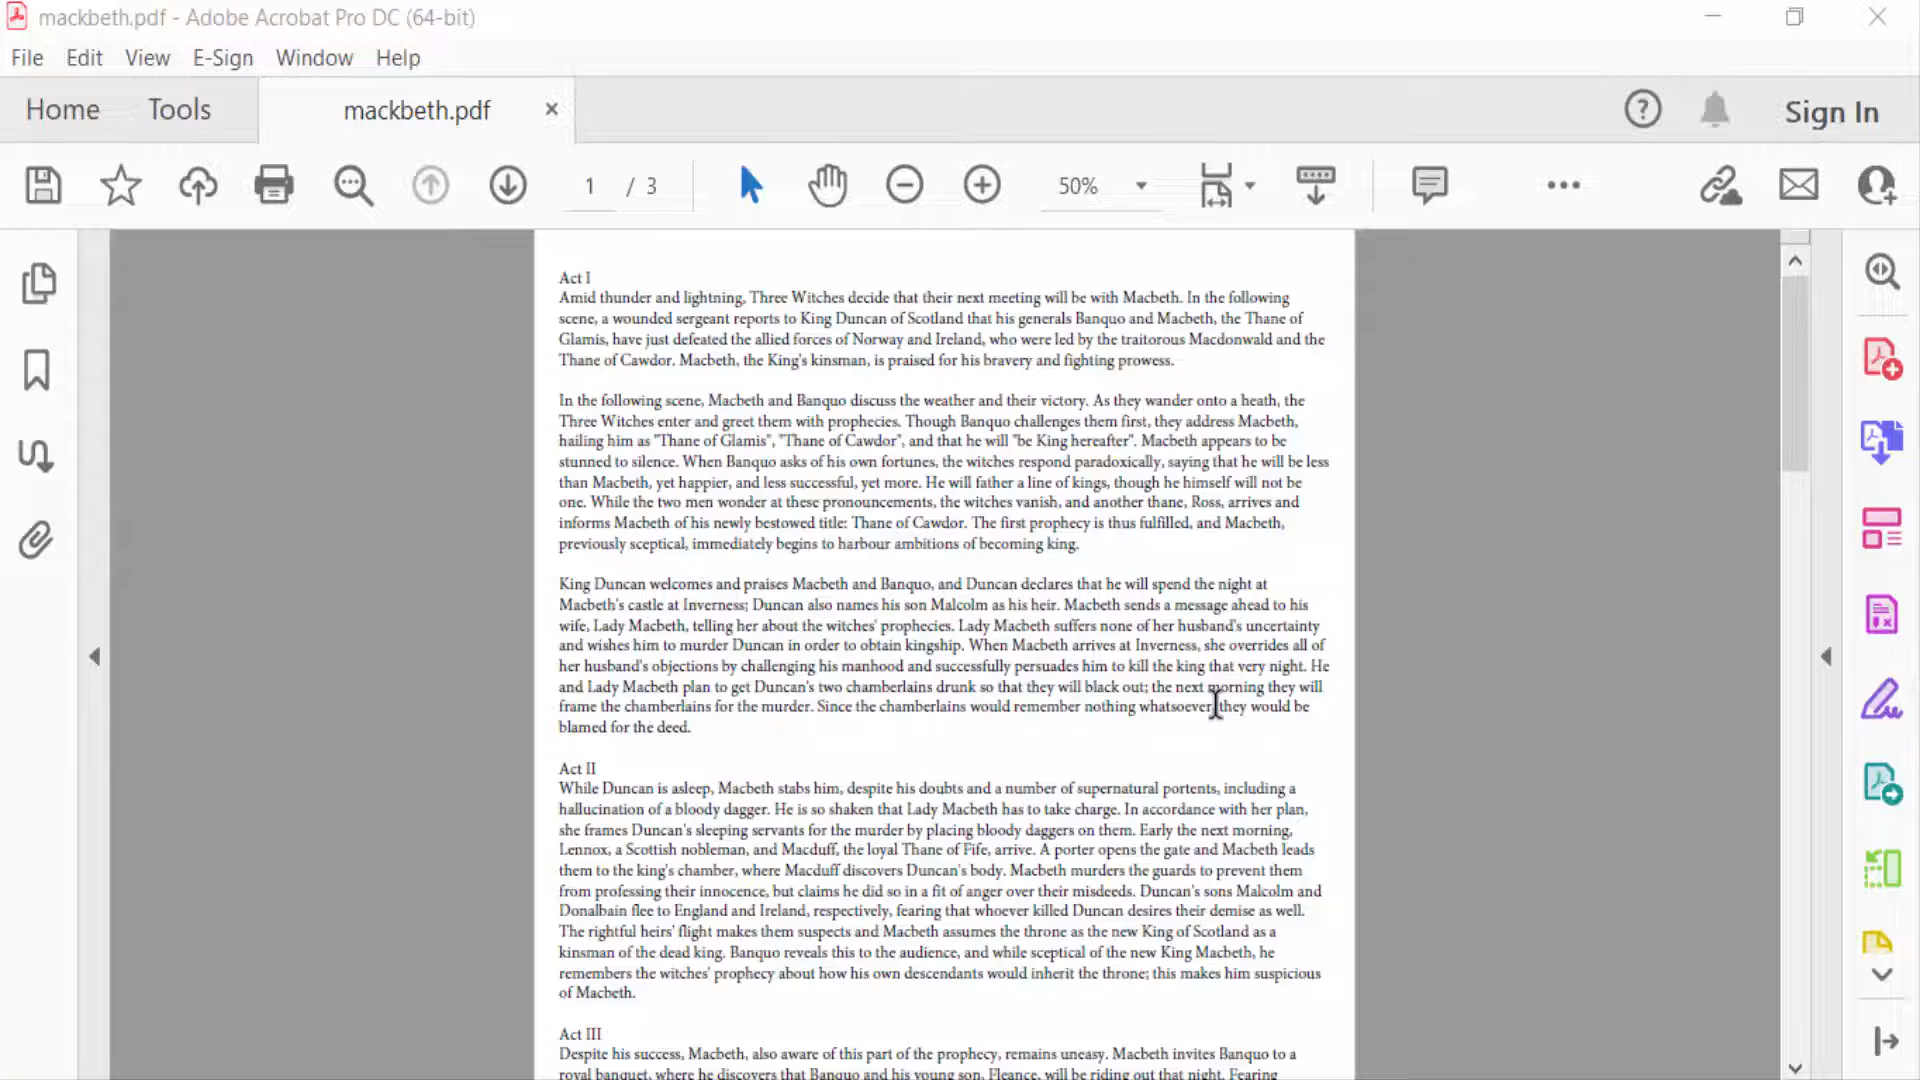 mackbeth.pdf - Adobe Acrobat Pro DC (64-bit)
File Edit View E-Sign Window Help
Home Tools mackbeth.pdf × ? Sign In
1 / 3 50%
Act I
Amid thunder and lightning, Three Witches decide that their next meeting will be with Macbeth. In the following
scene, a wounded sergeant reports to King Duncan of Scotland that his generals Banquo and Macbeth, the Thane of
Glamis, have just defeated the allied forces of Norway and Ireland, who were led by the traitorous Macdonwald and the
Thane of Cawdor. Macbeth, the King's kinsman, is praised for his bravery and fighting prowess.
In the following scene, Macbeth and Banquo discuss the weather and their victory. As they wander onto a heath, the
Three Witches enter and greet them with prophecies. Though Banquo challenges them first, they address Macbeth,
hailing him as "Thane of Glamis", "Thane of Cawdor", and that he will "be King hereafter". Macbeth appears to be
stunned to silence. When Banquo asks of his own fortunes, the witches respond paradoxically, saying that he will be less
than Macbeth, yet happier, and less successful, yet more. He will father a line of kings, though he himself will not be
one. While the two men wonder at these pronouncements, the witches vanish, and another thane, Ross, arrives and
informs Macbeth of his newly bestowed title: Thane of Cawdor. The first prophecy is thus fulfilled, and Macbeth,
previously sceptical, immediately begins to harbour ambitions of becoming king.
King Duncan welcomes and praises Macbeth and Banquo, and Duncan declares that he will spend the night at
Macbeth's castle at Inverness; Duncan also names his son Malcolm as his heir. Macbeth sends a message ahead to his
wife, Lady Macbeth, telling her about the witches' prophecies. Lady Macbeth suffers none of her husband's uncertainty
and wishes him to murder Duncan in order to obtain kingship. When Macbeth arrives at Inverness, she overrides all of
her husband's objections by challenging his manhood and successfully persuades him to kill the king that very night. He
and Lady Macbeth plan to get Duncan's two chamberlains drunk so that they will black out; the next morning they will
frame the chamberlains for the murder. Since the chamberlains would remember nothing whatsoever, they would be
blamed for the deed.
Act II
While Duncan is asleep, Macbeth stabs him, despite his doubts and a number of supernatural portents, including a
hallucination of a bloody dagger. He is so shaken that Lady Macbeth has to take charge. In accordance with her plan,
she frames Duncan's sleeping servants for the murder by placing bloody daggers on them. Early the next morning,
Lennox, a Scottish nobleman, and Macduff, the loyal Thane of Fife, arrive. A porter opens the gate and Macbeth leads
them to the king's chamber, where Macduff discovers Duncan's body. Macbeth murders the guards to prevent them
from professing their innocence, but claims he did so in a fit of anger over their misdeeds. Duncan's sons Malcolm and
Donalbain flee to England and Ireland, respectively, fearing that whoever killed Duncan desires their demise as well.
The rightful heirs' flight makes them suspects and Macbeth assumes the throne as the new King of Scotland as a
kinsman of the dead king. Banquo reveals this to the audience, and while sceptical of the new King Macbeth, he
remembers the witches' prophecy about how his own descendants would inherit the throne; this makes him suspicious
of Macbeth.
Act III
Despite his success, Macbeth, also aware of this part of the prophecy, remains uneasy. Macbeth invites Banquo to a
royal banquet, where he discovers that Banquo and his young son, Fleance, will be riding out that night. Fearing